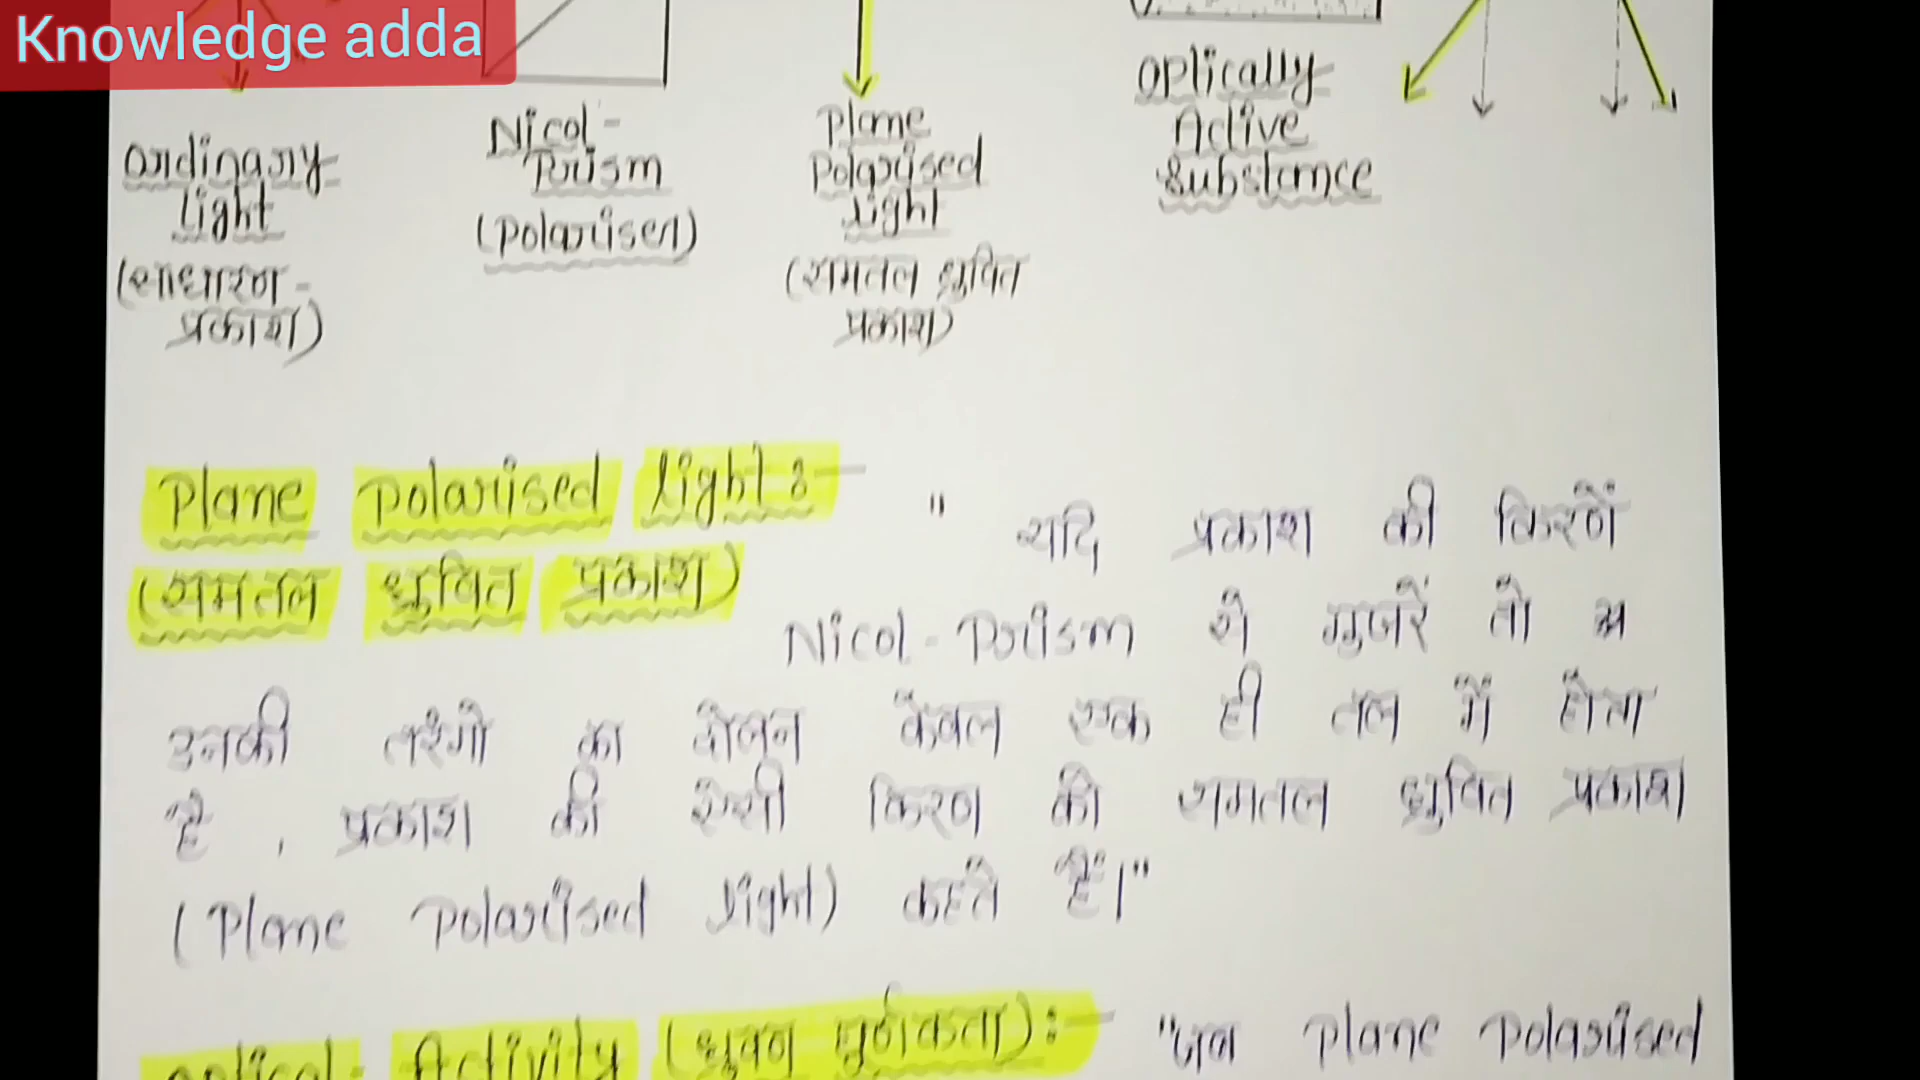 Knowledge adda
Ordinary
light
(साधारण -
प्रकाश)
Nicol -
Prism
(Polariser)
Plane
Polarised
light
(समतल ध्रुवित
प्रकाश)
Optically
Active
Substance
Plane Polarised light :-
(समतल ध्रुवित प्रकाश)
" यदि प्रकाश की किरणें
Nicol - Prism से गुजरें तो
उनकी तरंगो का दोलन केवल एक ही तल में होता
है , प्रकाश की ऐसी किरण को समतल ध्रुवित प्रकाश
(Plane Polarised light) कहते हैं।"
Optical - Activity (ध्रुवण घूर्णकता) :- "जब Plane Polarised